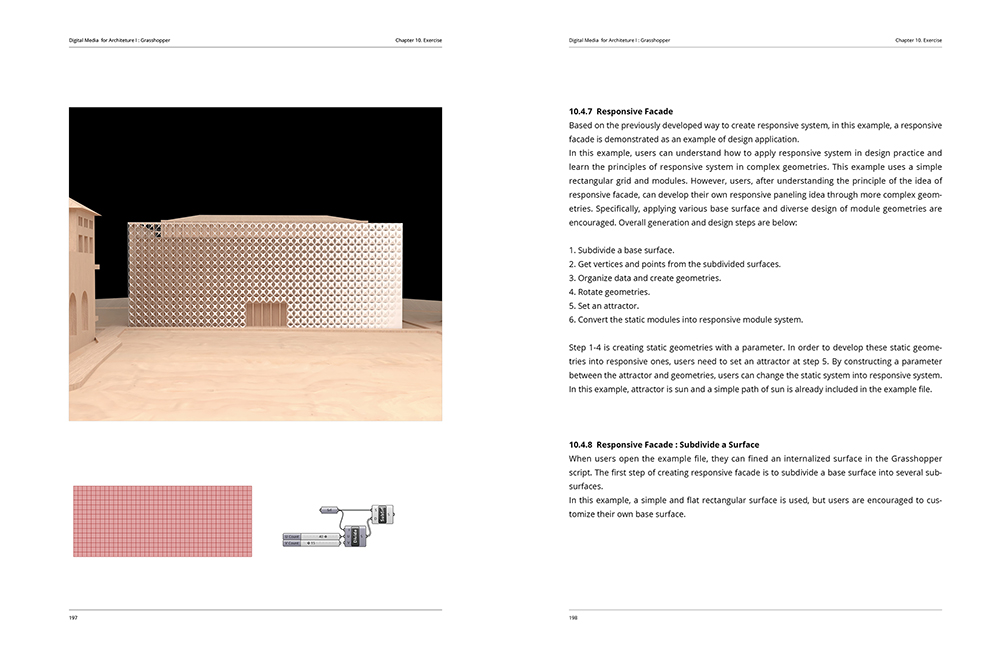 Digital Media for Architeture I : Grasshopper
Chapter 10. Exercise
197
Digital Media for Architeture I : Grasshopper
Chapter 10. Exercise
10.4.7 Responsive Facade
Based on the previously developed way to create responsive system, in this example, a responsive
facade is demonstrated as an example of design application.
In this example, users can understand how to apply responsive system in design practice and
learn the principles of responsive system in complex geometries. This example uses a simple
rectangular grid and modules. However, users, after understanding the principle of the idea of
responsive facade, can develop their own responsive paneling idea through more complex geom-
etries. Specifically, applying various base surface and diverse design of module geometries are
encouraged. Overall generation and design steps are below:
1. Subdivide a base surface.
2. Get vertices and points from the subdivided surfaces.
3. Organize data and create geometries.
4. Rotate geometries.
5. Set an attractor.
6. Convert the static modules into responsive module system.
Step 1-4 is creating static geometries with a parameter. In order to develop these static geome-
tries into responsive ones, users need to set an attractor at step 5. By constructing a parameter
between the attractor and geometries, users can change the static system into responsive system.
In this example, attractor is sun and a simple path of sun is already included in the example file.
10.4.8 Responsive Facade : Subdivide a Surface
When users open the example file, they can fined an internalized surface in the Grasshopper
script. The first step of creating responsive facade is to subdivide a base surface into several sub-
surfaces.
In this example, a simple and flat rectangular surface is used, but users are encouraged to cus-
tomize their own base surface.
198